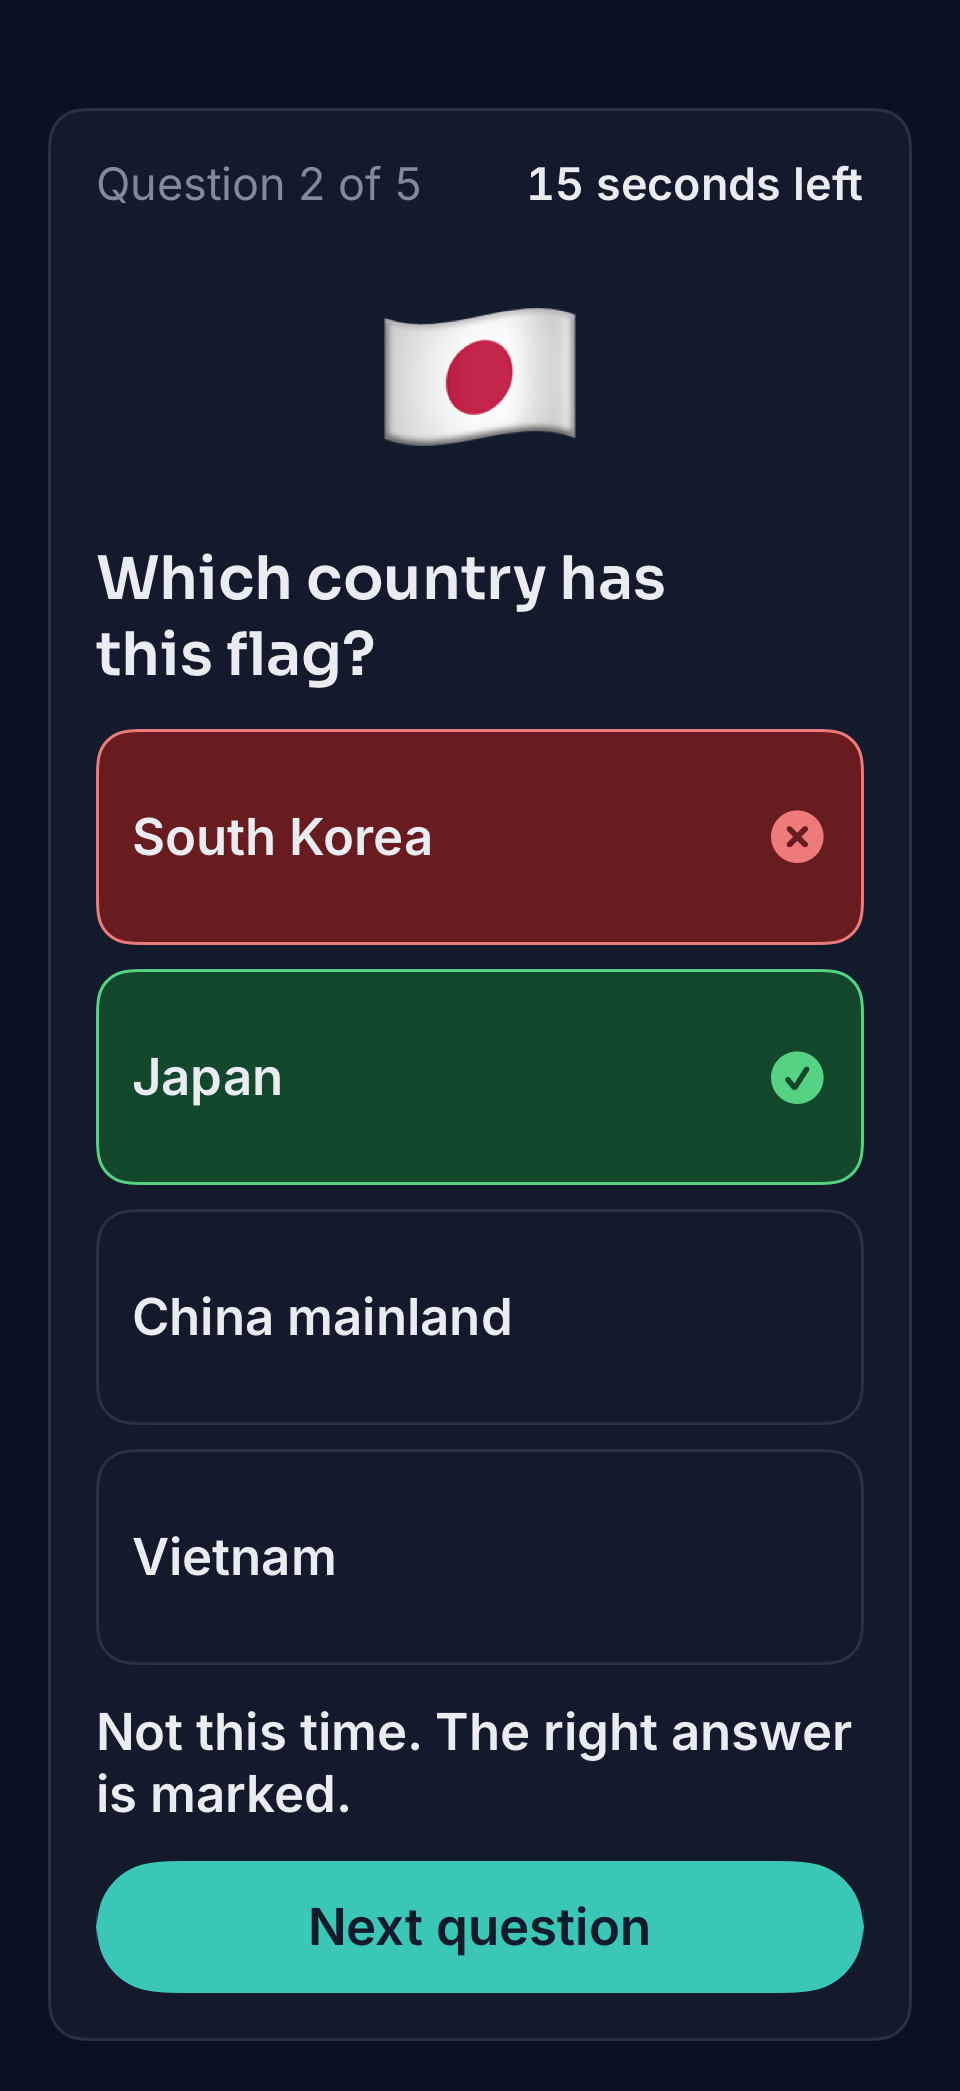 Question 2 of 5
15 seconds left
Which country has
this flag?
South Korea
Japan
China mainland
Vietnam
Not this time. The right answer
is marked.
Next question